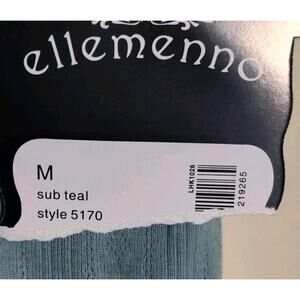 ellemenno
M
sub teal
style 5170
LHK1026
219265